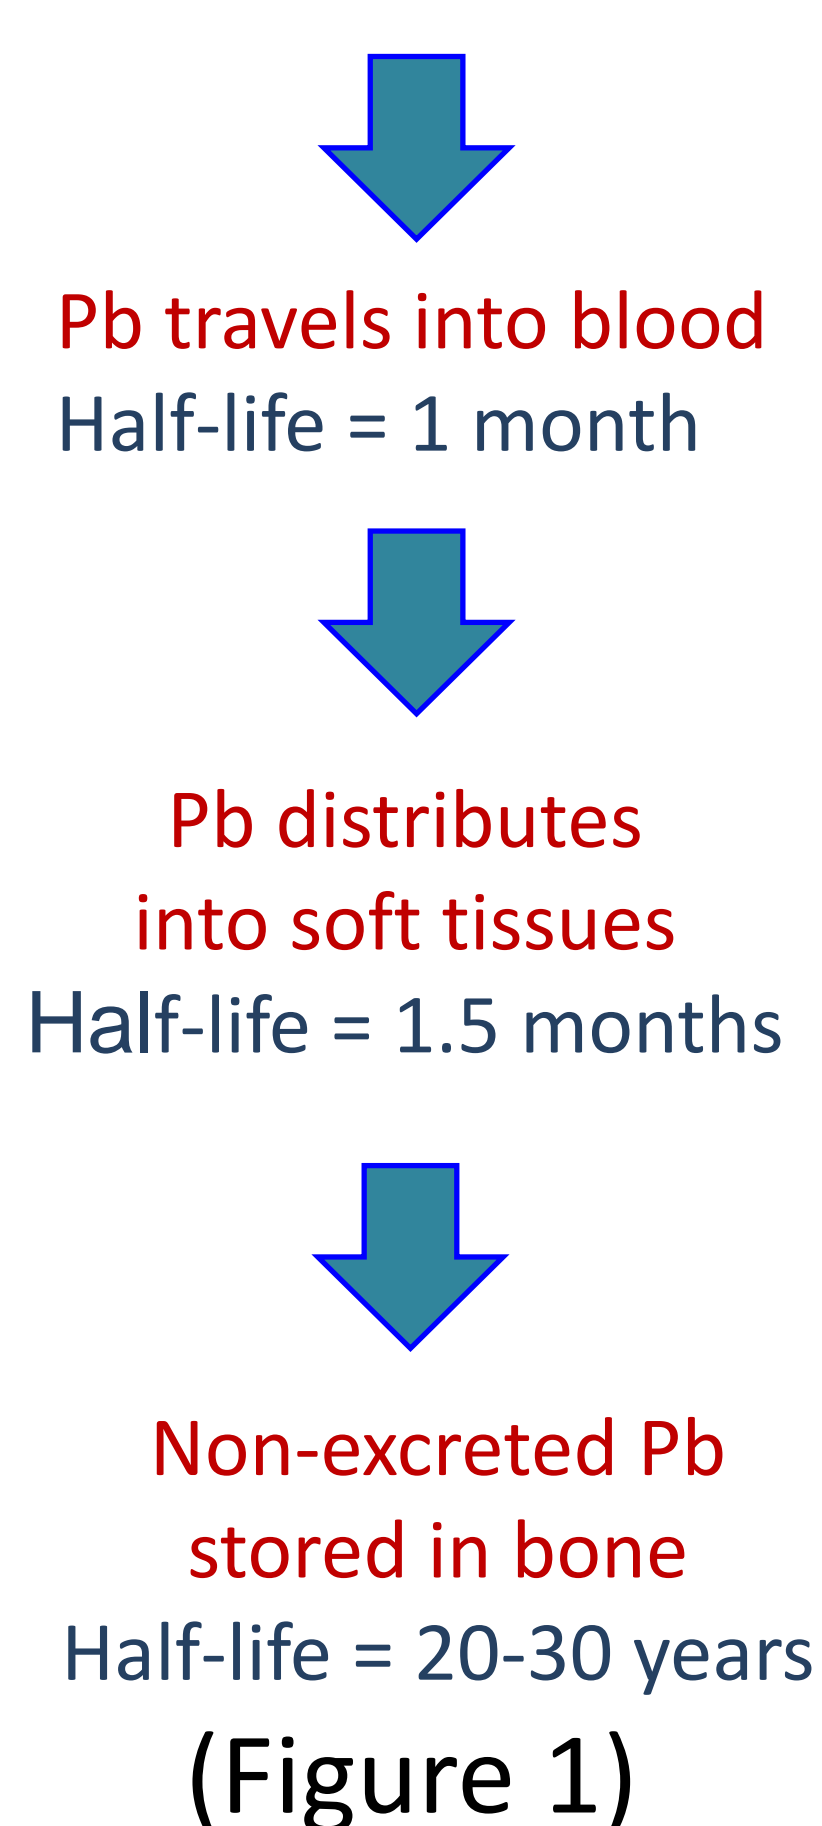 Pb travels into blood
Half-life = 1 month
Pb distributes
into soft tissues
Half-life = 1.5 months
Non-excreted Pb
stored in bone
Half-life = 20-30 years
(Figure 1)